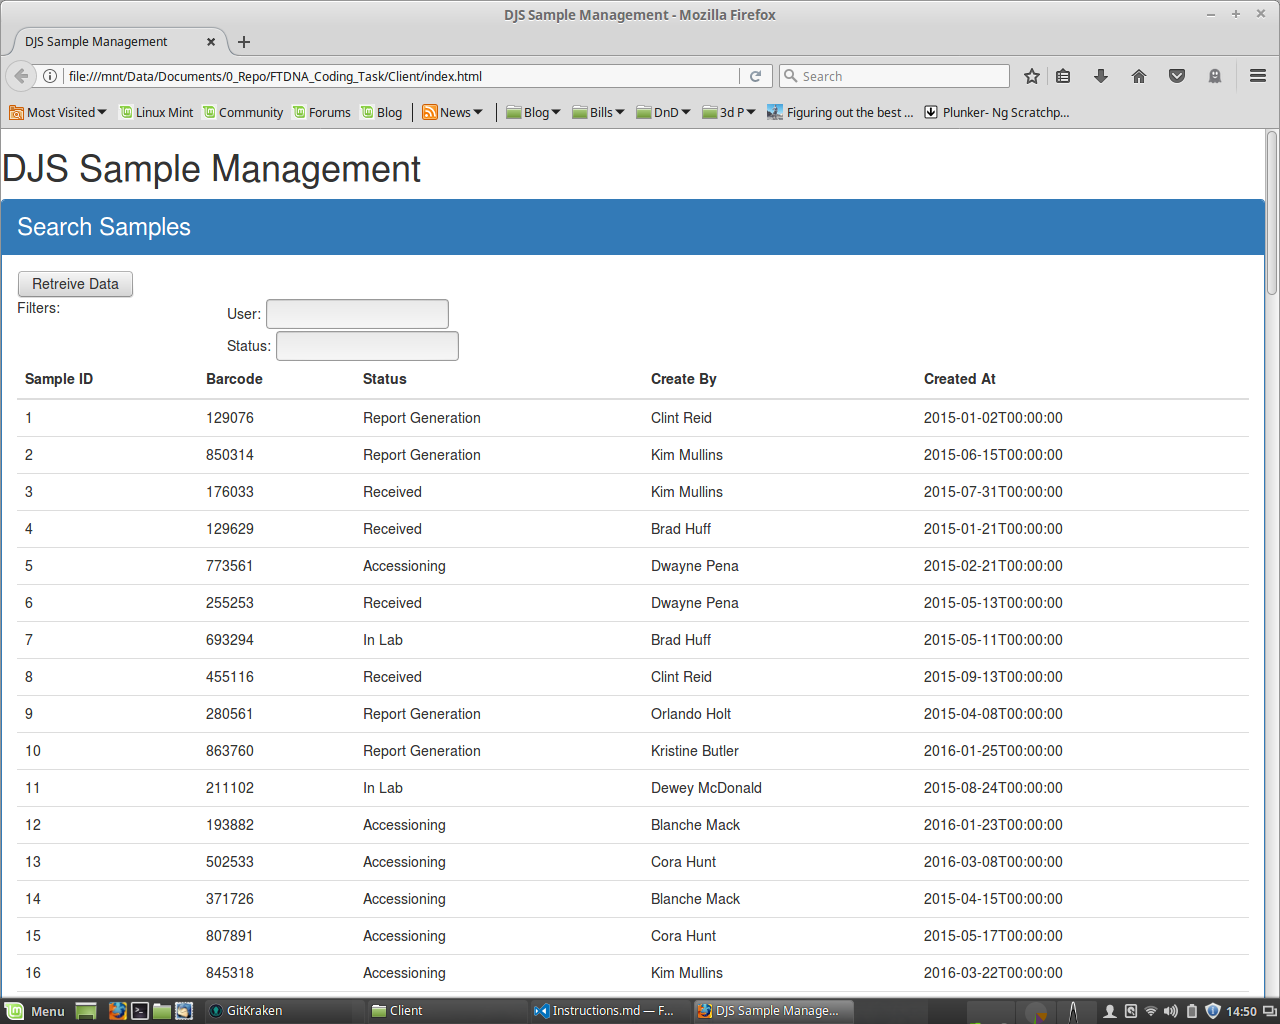 DJS Sample Management - Mozilla Firefox
DJS Sample Management
file:///mnt/Data/Documents/0_Repo/FTDNA_Coding_Task/Client/index.html
Search
Most Visited Linux Mint Community Forums Blog News Blog Bills DnD 3d P Figuring out the best ... Plunker- Ng Scratchp...
DJS Sample Management
Search Samples
Retreive Data
Filters:
User:
Status:
Sample ID Barcode Status Create By Created At
1 129076 Report Generation Clint Reid 2015-01-02T00:00:00
2 850314 Report Generation Kim Mullins 2015-06-15T00:00:00
3 176033 Received Kim Mullins 2015-07-31T00:00:00
4 129629 Received Brad Huff 2015-01-21T00:00:00
5 773561 Accessioning Dwayne Pena 2015-02-21T00:00:00
6 255253 Received Dwayne Pena 2015-05-13T00:00:00
7 693294 In Lab Brad Huff 2015-05-11T00:00:00
8 455116 Received Clint Reid 2015-09-13T00:00:00
9 280561 Report Generation Orlando Holt 2015-04-08T00:00:00
10 863760 Report Generation Kristine Butler 2016-01-25T00:00:00
11 211102 In Lab Dewey McDonald 2015-08-24T00:00:00
12 193882 Accessioning Blanche Mack 2016-01-23T00:00:00
13 502533 Accessioning Cora Hunt 2016-03-08T00:00:00
14 371726 Accessioning Blanche Mack 2015-04-15T00:00:00
15 807891 Accessioning Cora Hunt 2015-05-17T00:00:00
16 845318 Accessioning Kim Mullins 2016-03-22T00:00:00
Menu GitKraken Client Instructions.md — F... DJS Sample Manage... 14:50